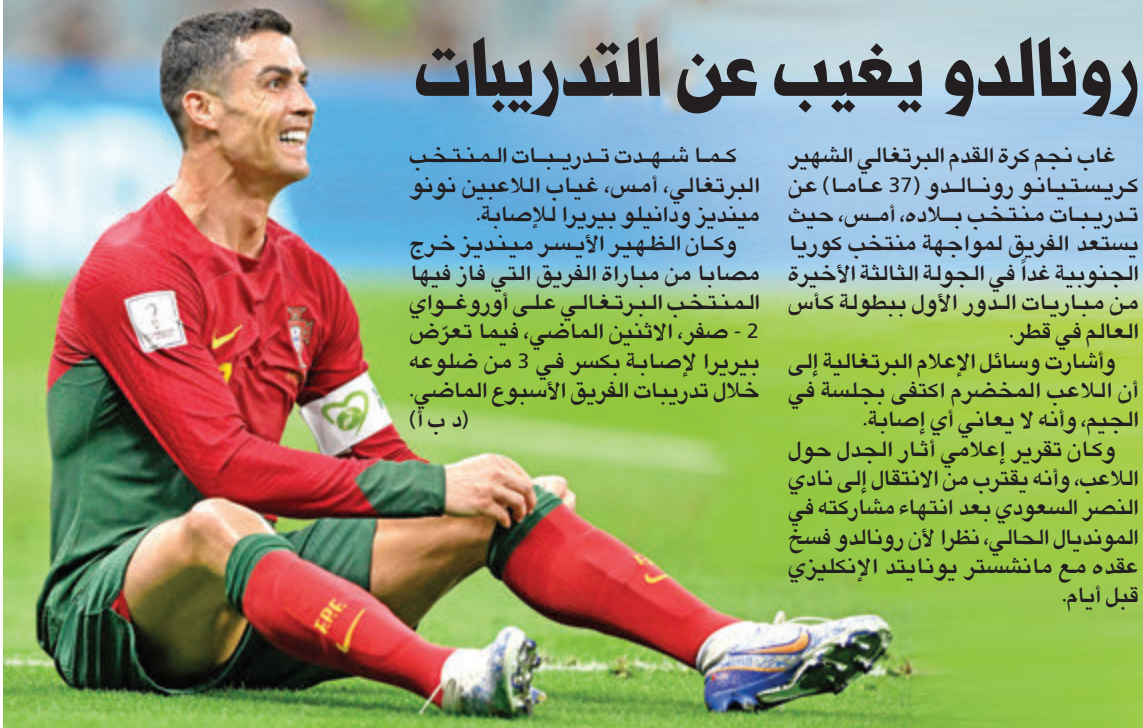 رونالدو يغيب عن التدريبات
غاب نجم كرة القدم البرتغالي الشهير
كريستيانو رونالدو (37 عاما) عن
تدريبات منتخب بلاده، أمس، حيث
يستعد الفريق لمواجهة منتخب كوريا
الجنوبية غداً في الجولة الثالثة الأخيرة
من مباريات الدور الأول ببطولة كأس
العالم في قطر.
وأشارت وسائل الإعلام البرتغالية إلى
أن اللاعب المخضرم اكتفى بجلسة في
الجيم، وأنه لا يعاني أي إصابة.
وكان تقرير إعلامي أثار الجدل حول
اللاعب، وأنه يقترب من الانتقال إلى نادي
النصر السعودي بعد انتهاء مشاركته في
المونديال الحالي، نظرا لأن رونالدو فسخ
عقده مع مانشستر يونايتد الإنكليزي
قبل أيام.
كما شهدت تدريبات المنتخب
البرتغالي، أمس، غياب اللاعبين نونو
مينديز ودانيلو بيريرا للإصابة.
وكان الظهير الأيسر مينديز خرج
مصابا من مباراة الفريق التي فاز فيها
المنتخب البرتغالي على أوروغواي
2 - صفر، الاثنين الماضي، فيما تعرّض
بيريرا لإصابة بكسر في 3 من ضلوعه
خلال تدريبات الفريق الأسبوع الماضي.
(د ب أ)
F.P.F.